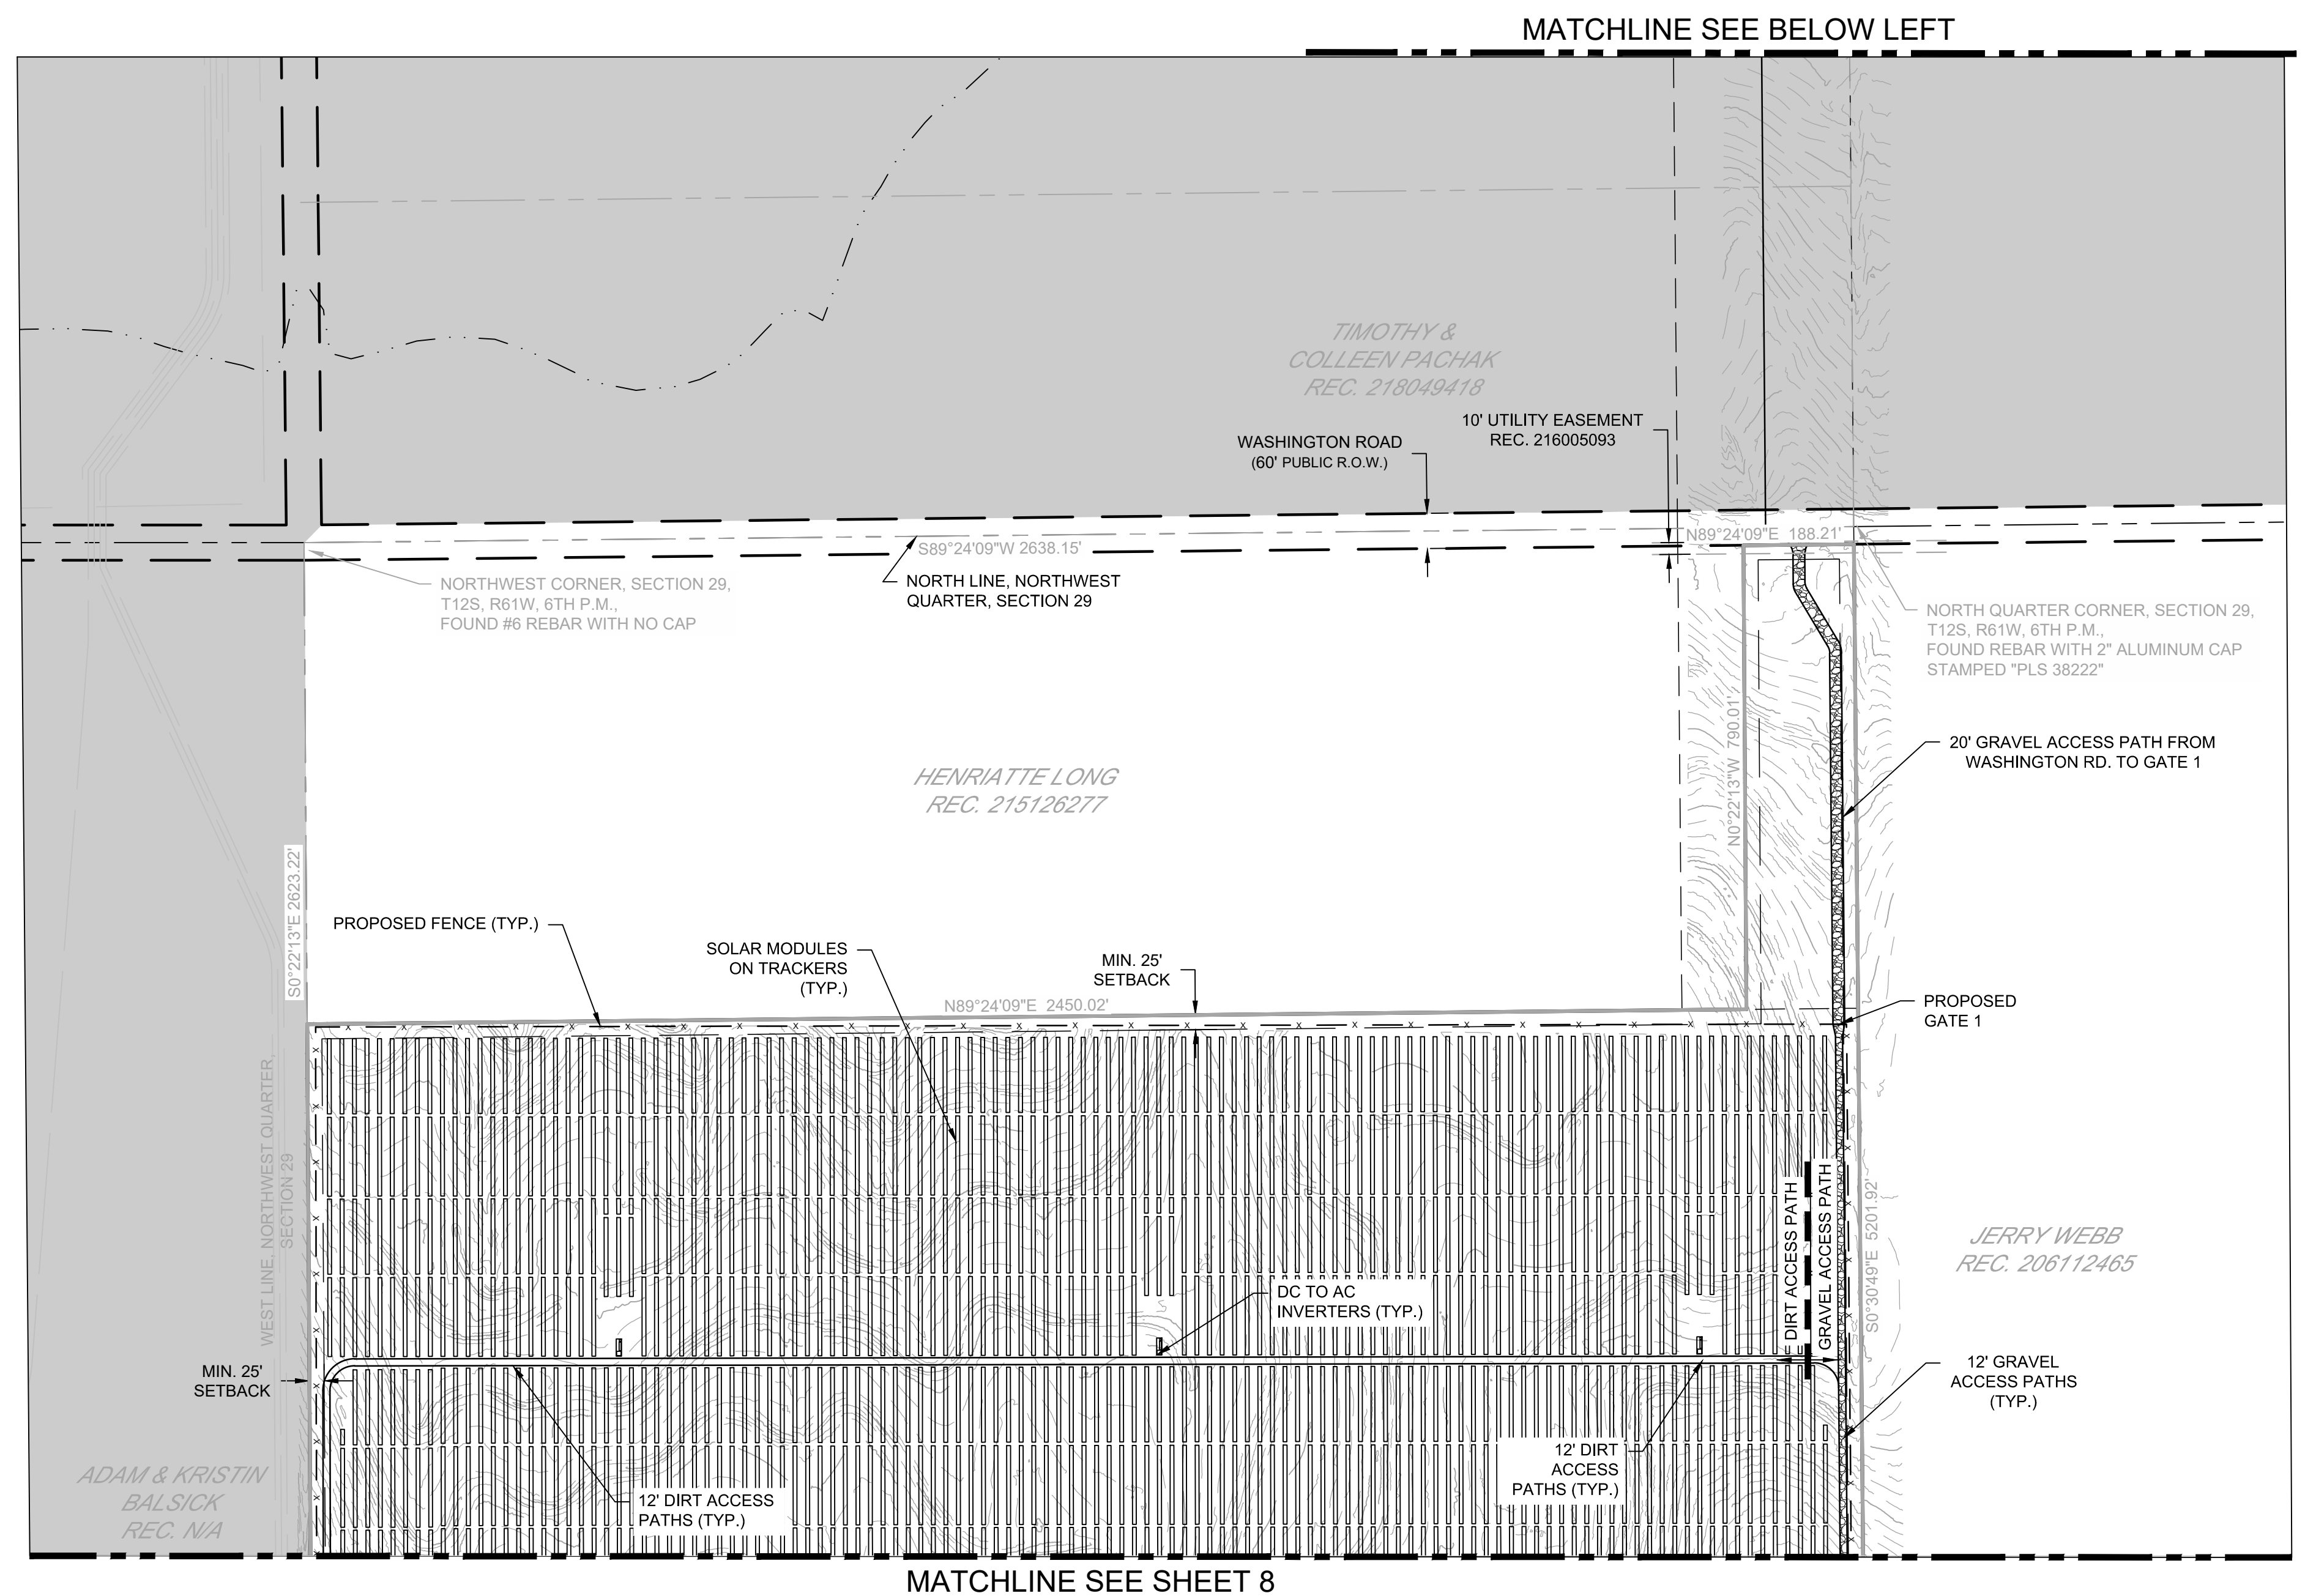 MATCHLINE SEE BELOW LEFT
TIMOTHY &
COLLEEN PACHAK
REC. 218049418
10' UTILITY EASEMENT
REC. 216005093
WASHINGTON ROAD
(60' PUBLIC R.O.W.)
N89°24'09"E 188.21'
S89°24'09"W 2638.15'
NORTHWEST CORNER, SECTION 29,
T12S, R61W, 6TH P.M.,
FOUND #6 REBAR WITH NO CAP
NORTH LINE, NORTHWEST
QUARTER, SECTION 29
NORTH QUARTER CORNER, SECTION 29,
T12S, R61W, 6TH P.M.,
FOUND REBAR WITH 2" ALUMINUM CAP
STAMPED "PLS 38222"
N0°22'13"W 790.01'
20' GRAVEL ACCESS PATH FROM
WASHINGTON RD. TO GATE 1
HENRIATTE LONG
REC. 215126277
S0°22'13"E 2623.22'
PROPOSED FENCE (TYP.)
SOLAR MODULES
ON TRACKERS
(TYP.)
MIN. 25'
SETBACK
N89°24'09"E 2450.02'
PROPOSED
GATE 1
WEST LINE, NORTHWEST QUARTER,
SECTION 29
DIRT ACCESS PATH
GRAVEL ACCESS PATH
S0°30'49"E 5201.92'
JERRY WEBB
REC. 206112465
DC TO AC
INVERTERS (TYP.)
MIN. 25'
SETBACK
12' GRAVEL
ACCESS PATHS
(TYP.)
12' DIRT
ACCESS
PATHS (TYP.)
12' DIRT ACCESS
PATHS (TYP.)
ADAM & KRISTIN
BALSICK
REC. N/A
MATCHLINE SEE SHEET 8